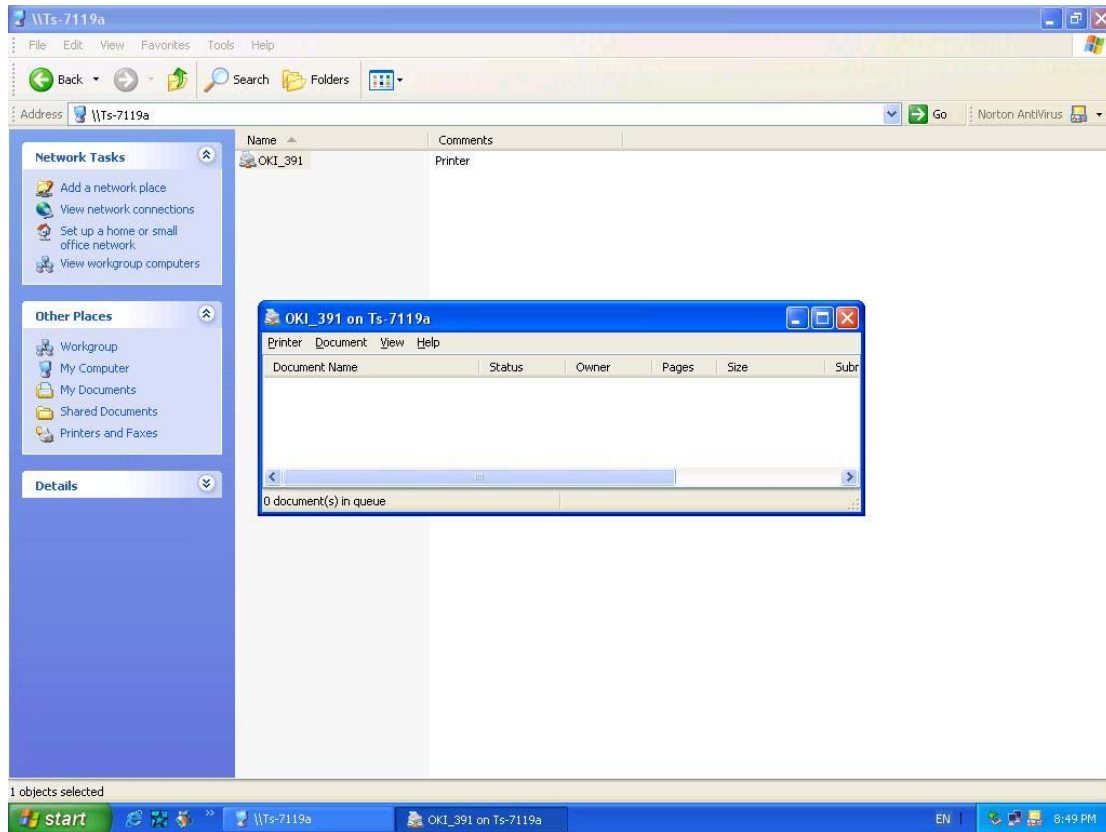 \\Ts-7119a
File Edit View Favorites Tools Help
Back Search Folders
Address \\Ts-7119a Go Norton AntiVirus
Name Comments
OKI_391 Printer
Network Tasks
Add a network place
View network connections
Set up a home or small
office network
View workgroup computers
Other Places
Workgroup
My Computer
My Documents
Shared Documents
Printers and Faxes
Details
OKI_391 on Ts-7119a
Printer Document View Help
Document Name Status Owner Pages Size Subr
0 document(s) in queue
1 objects selected
start \\Ts-7119a OKI_391 on Ts-7119a EN 8:49 PM